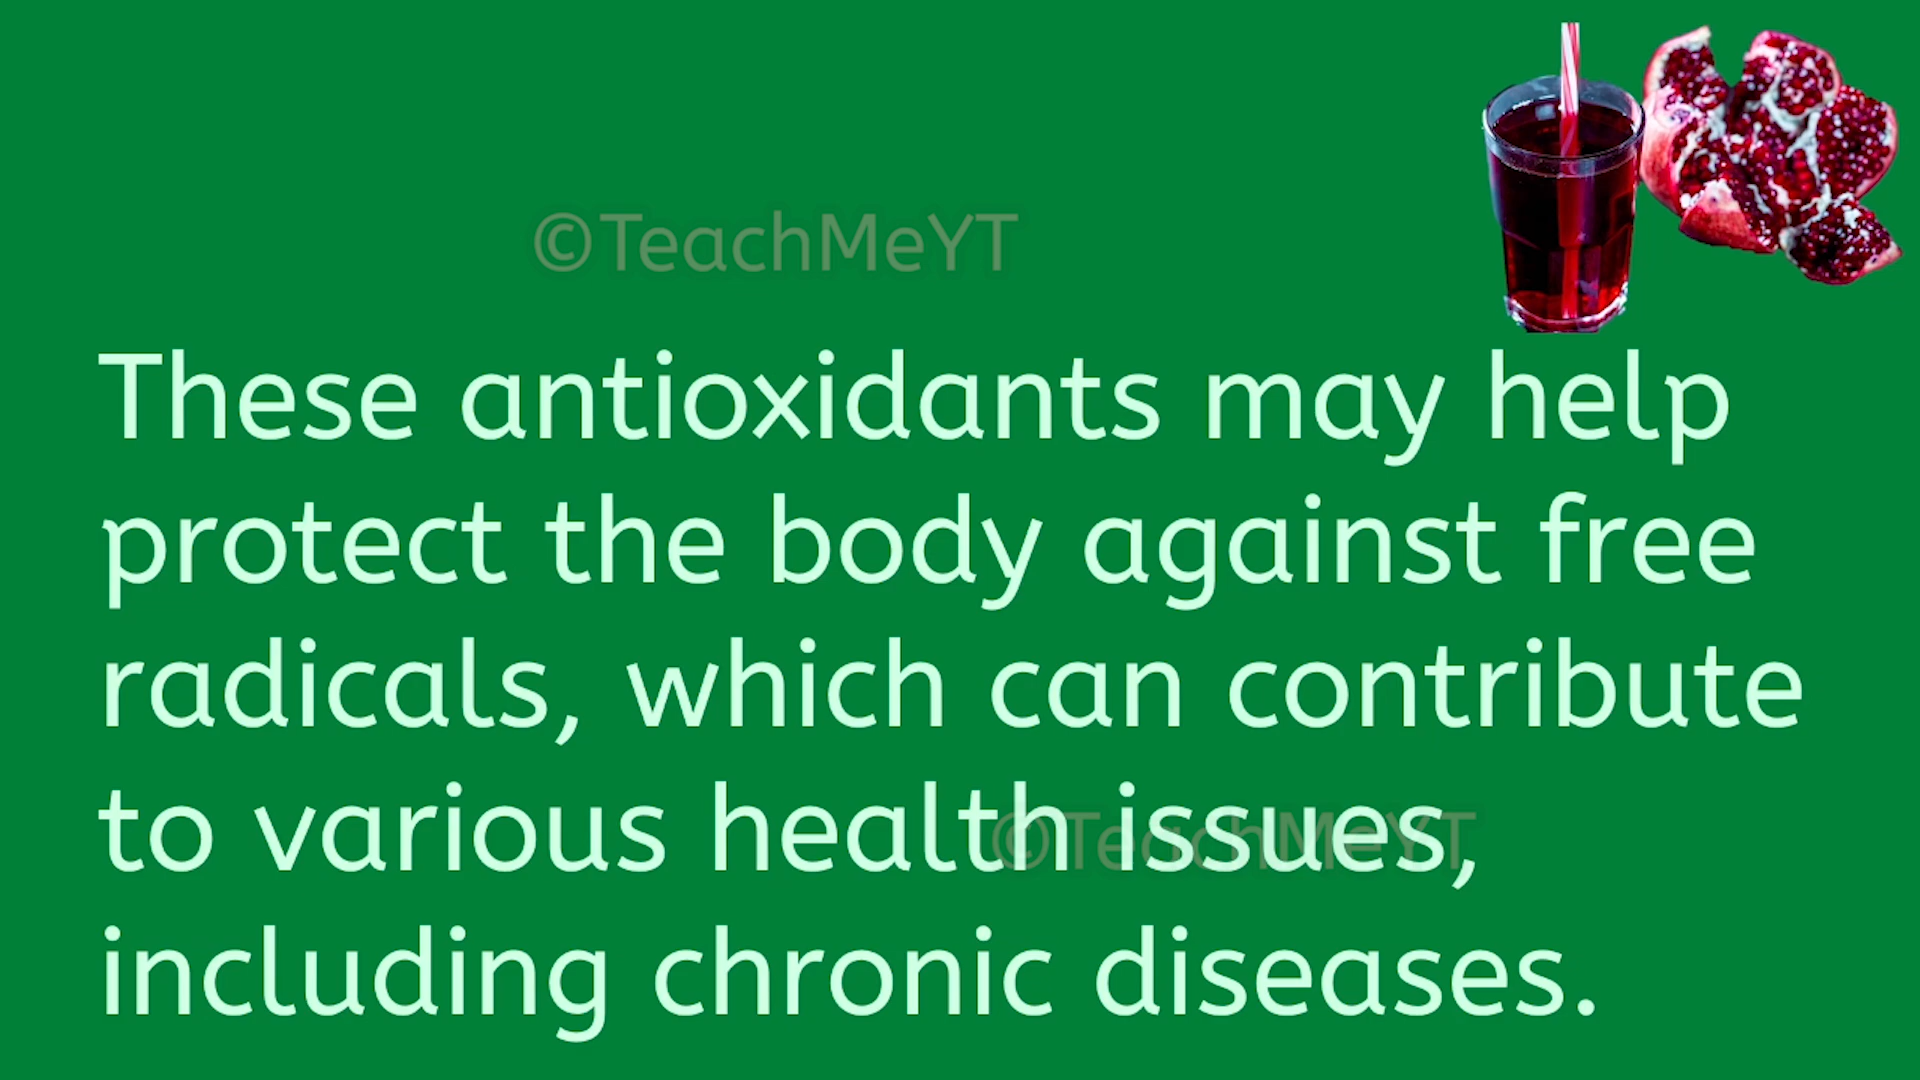 ©TeachMeYT
These antioxidants may help
protect the body against free
radicals, which can contribute
to various health issues,
©TeachMeYT
including chronic diseases.